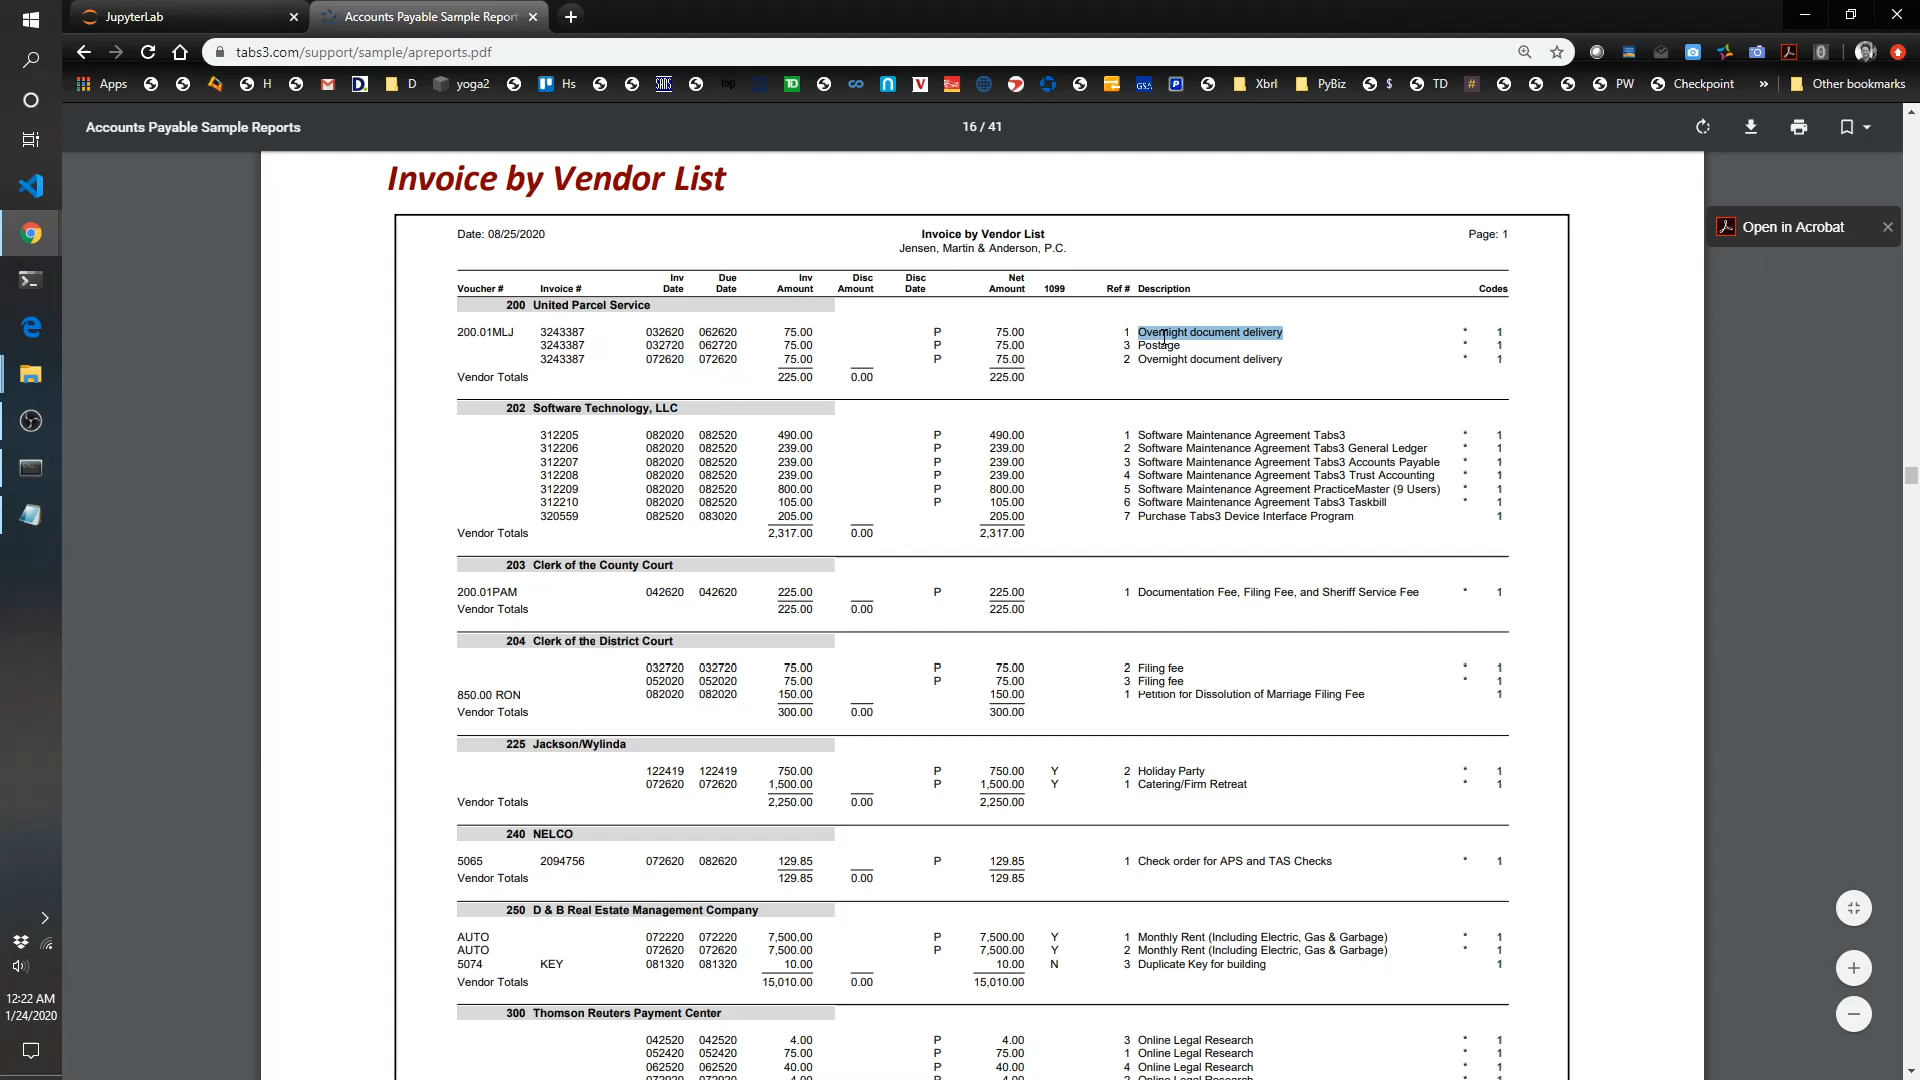 JupyterLab
Accounts Payable Sample Report
tabs3.com/support/sample/apreports.pdf
Apps H D yoga2 Hs SANS TD GSA Xbrl PyBiz $ TD # PW Checkpoint » Other bookmarks
Accounts Payable Sample Reports 16 / 41
Open in Acrobat
Invoice by Vendor List
Date: 08/25/2020 Invoice by Vendor List Page: 1
Jensen, Martin & Anderson, P.C.
Inv Due Inv Disc Disc Net
Voucher # Invoice # Date Date Amount Amount Date Amount 1099 Ref # Description Codes
200 United Parcel Service
200.01MLJ 3243387 032620 062620 75.00 P 75.00 1 Overnight document delivery * 1
3243387 032720 062720 75.00 P 75.00 3 Postage * 1
3243387 072620 072620 75.00 P 75.00 2 Overnight document delivery * 1
Vendor Totals 225.00 0.00 225.00
202 Software Technology, LLC
312205 082020 082520 490.00 P 490.00 1 Software Maintenance Agreement Tabs3 * 1
312206 082020 082520 239.00 P 239.00 2 Software Maintenance Agreement Tabs3 General Ledger * 1
312207 082020 082520 239.00 P 239.00 3 Software Maintenance Agreement Tabs3 Accounts Payable * 1
312208 082020 082520 239.00 P 239.00 4 Software Maintenance Agreement Tabs3 Trust Accounting * 1
312209 082020 082520 800.00 P 800.00 5 Software Maintenance Agreement PracticeMaster (9 Users) * 1
312210 082020 082520 105.00 P 105.00 6 Software Maintenance Agreement Tabs3 Taskbill * 1
320559 082520 083020 205.00 205.00 7 Purchase Tabs3 Device Interface Program 1
Vendor Totals 2,317.00 0.00 2,317.00
203 Clerk of the County Court
200.01PAM 042620 042620 225.00 P 225.00 1 Documentation Fee, Filing Fee, and Sheriff Service Fee * 1
Vendor Totals 225.00 0.00 225.00
204 Clerk of the District Court
032720 032720 75.00 P 75.00 2 Filing fee * 1
052020 052020 75.00 P 75.00 3 Filing fee * 1
850.00 RON 082020 082020 150.00 150.00 1 Petition for Dissolution of Marriage Filing Fee 1
Vendor Totals 300.00 0.00 300.00
225 Jackson/Wylinda
122419 122419 750.00 P 750.00 Y 2 Holiday Party * 1
072620 072620 1,500.00 P 1,500.00 Y 1 Catering/Firm Retreat * 1
Vendor Totals 2,250.00 0.00 2,250.00
240 NELCO
5065 2094756 072620 082620 129.85 P 129.85 1 Check order for APS and TAS Checks * 1
Vendor Totals 129.85 0.00 129.85
250 D & B Real Estate Management Company
AUTO 072220 072220 7,500.00 P 7,500.00 Y 1 Monthly Rent (Including Electric, Gas & Garbage) * 1
AUTO 072620 072620 7,500.00 P 7,500.00 Y 2 Monthly Rent (Including Electric, Gas & Garbage) * 1
5074 KEY 081320 081320 10.00 10.00 N 3 Duplicate Key for building 1
Vendor Totals 15,010.00 0.00 15,010.00
300 Thomson Reuters Payment Center
042520 042520 4.00 P 4.00 3 Online Legal Research * 1
052420 052420 75.00 P 75.00 1 Online Legal Research * 1
062520 062520 40.00 P 40.00 4 Online Legal Research * 1
12:22 AM
1/24/2020